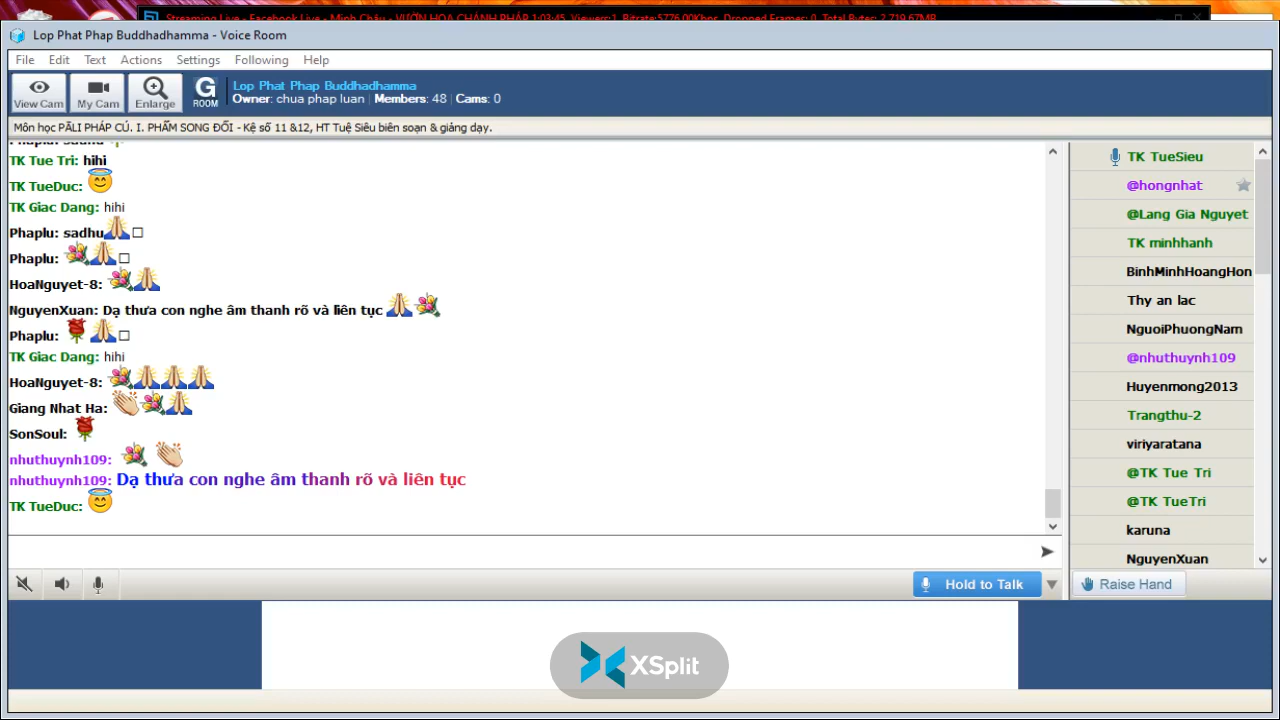 Streaming Live - Facebook Live - Minh Châu - VƯỜN HOA CHÁNH PHÁP 1:03:45, Viewers:1, Bitrate:5776.00Kbps, Dropped Frames: 0, Total Bytes: 2,719.67MB
Lop Phat Phap Buddhadhamma - Voice Room
File Edit Text Actions Settings Following Help
View Cam My Cam Enlarge G ROOM
Lop Phat Phap Buddhadhamma
Owner: chua phap luan | Members: 48 | Cams: 0
Môn học PĀLI PHÁP CÚ. I. PHẨM SONG ĐỐI - Kệ số 11 &12, HT Tuệ Siêu biên soạn & giảng dạy.
Phaplu: sadhu
TK Tue Tri: hihi
TK TueDuc:
TK Giac Dang: hihi
Phaplu: sadhu
Phaplu:
HoaNguyet-8:
NguyenXuan: Dạ thưa con nghe âm thanh rõ và liên tục
Phaplu:
TK Giac Dang: hihi
HoaNguyet-8:
Giang Nhat Ha:
SonSoul:
nhuthuynh109:
nhuthuynh109: Dạ thưa con nghe âm thanh rõ và liên tục
TK TueDuc:
TK TueSieu
@hongnhat
@Lang Gia Nguyet
TK minhhanh
BinhMinhHoangHon
Thy an lac
NguoiPhuongNam
@nhuthuynh109
Huyenmong2013
Trangthu-2
viriyaratana
@TK Tue Tri
@TK TueTri
karuna
NguyenXuan
Hold to Talk
Raise Hand
XSplit